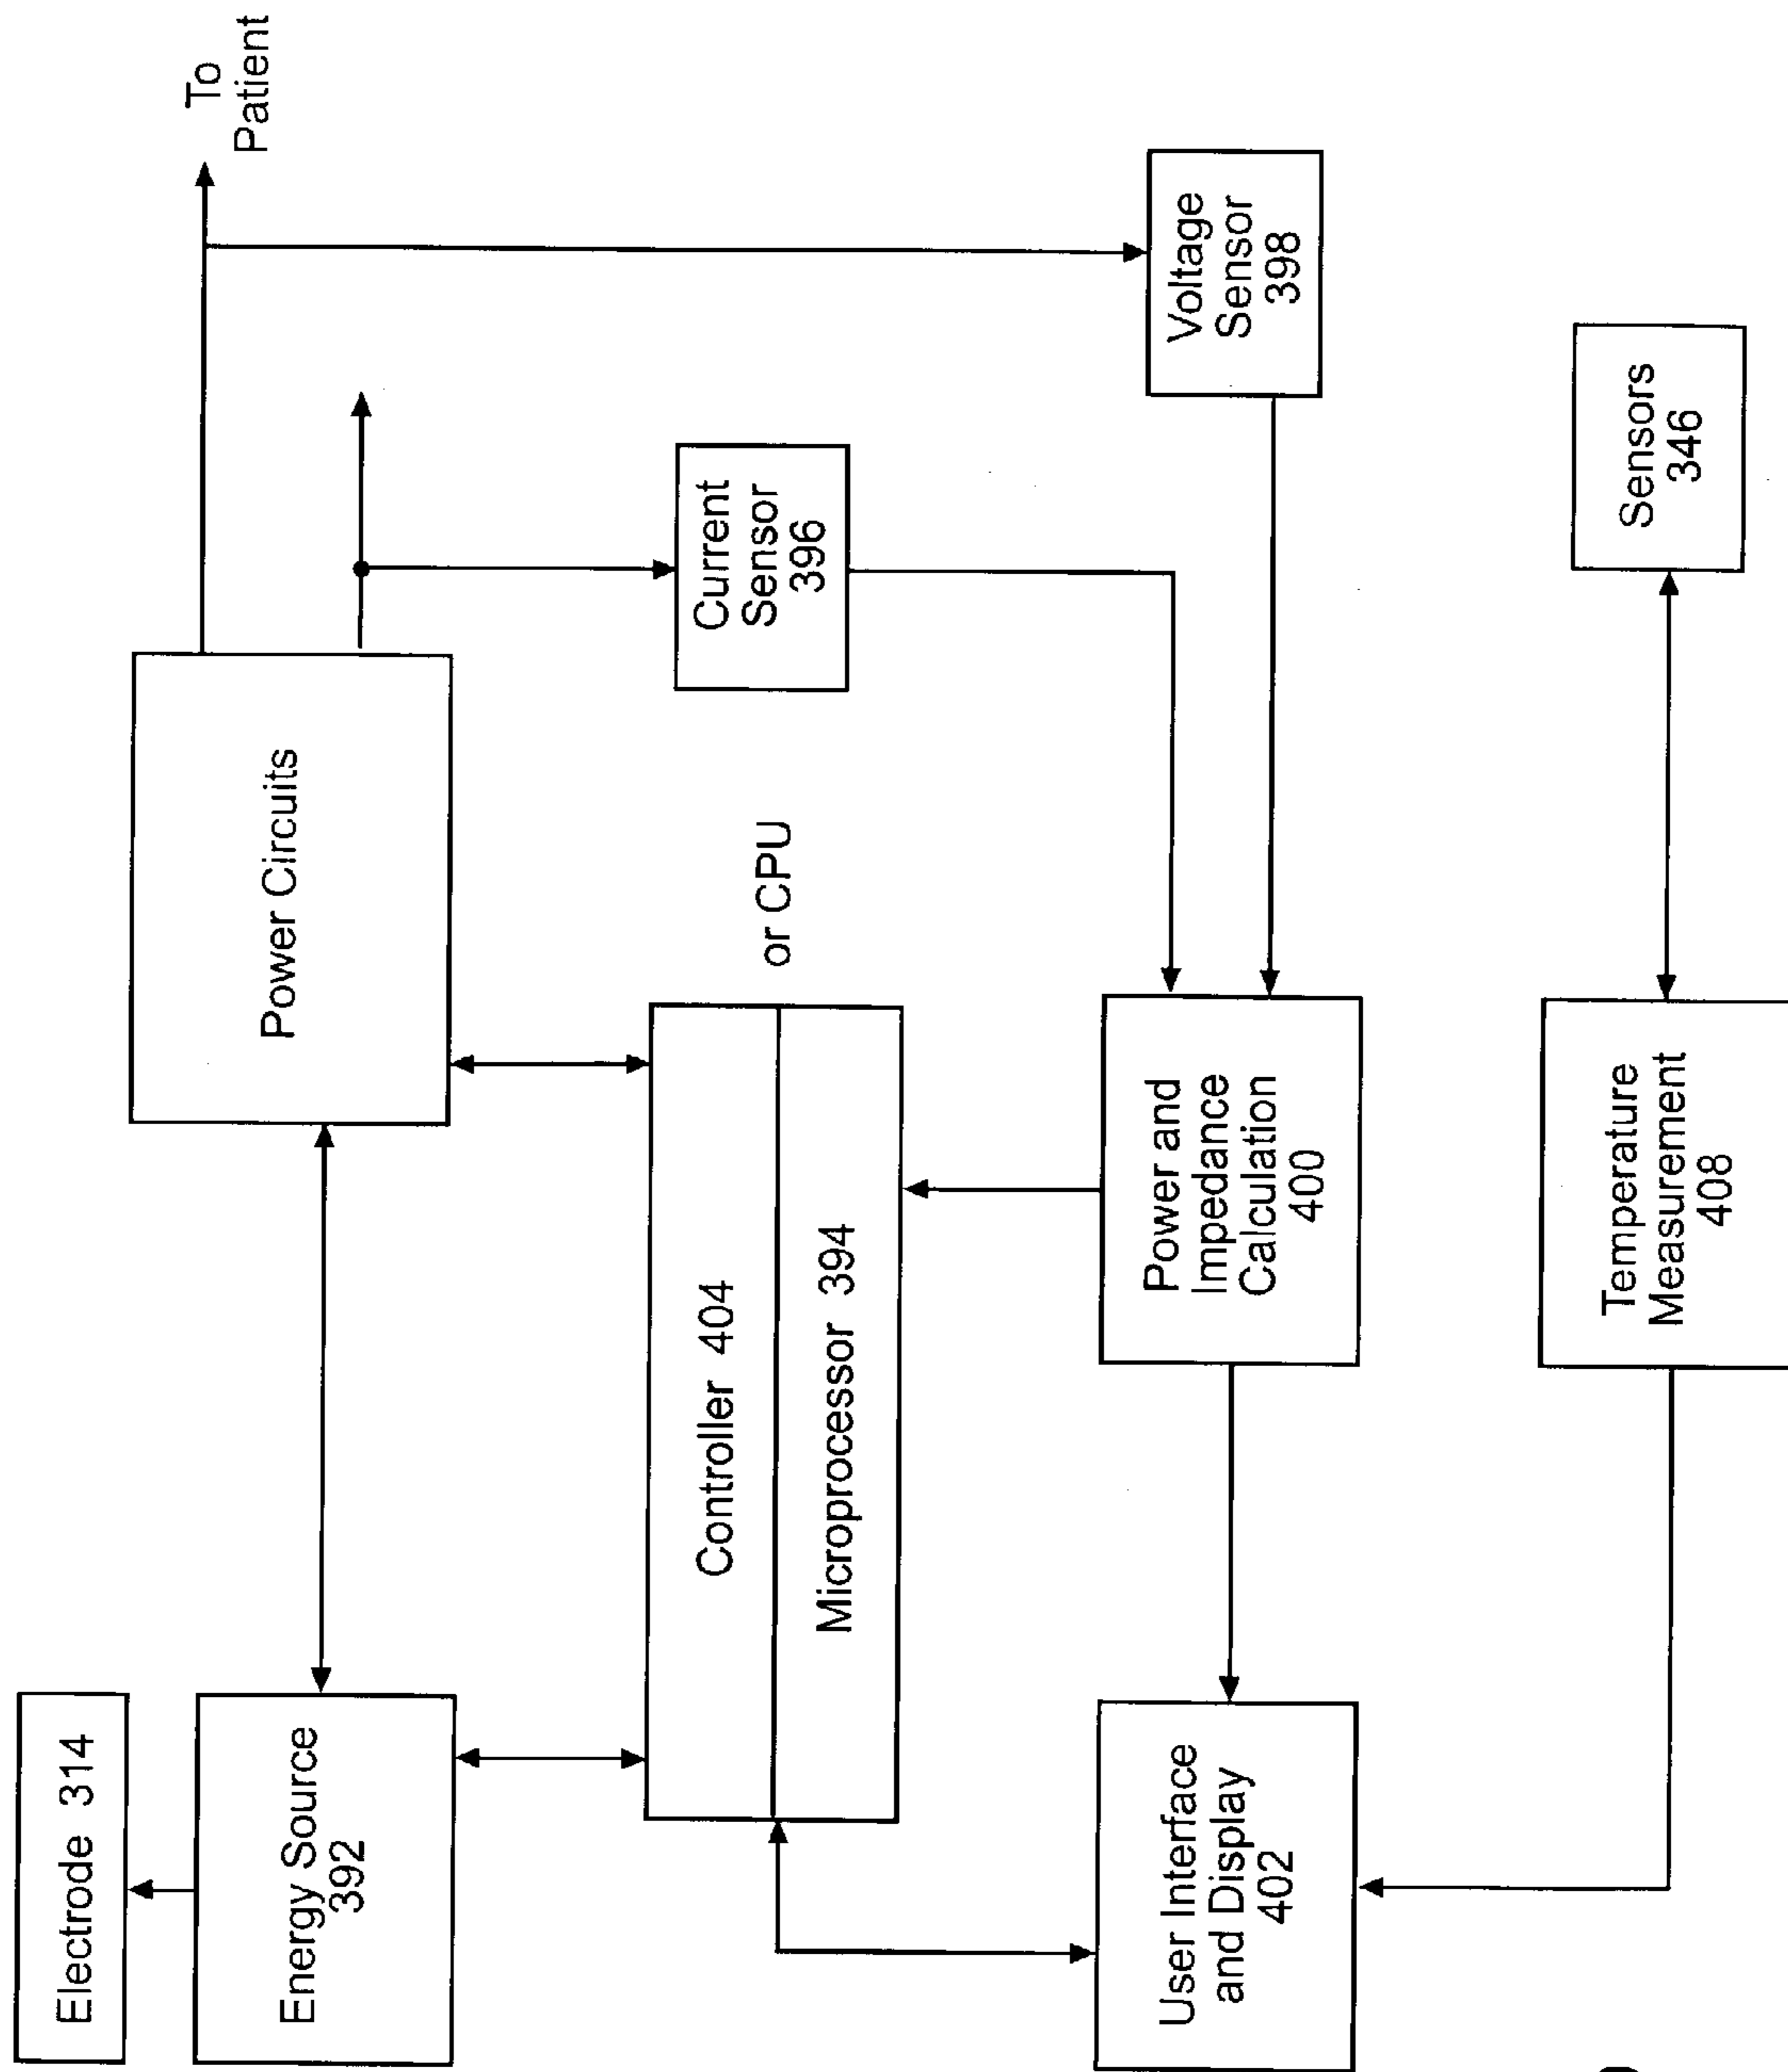 Electrode 314
Energy Source
392
Power Circuits
To
Patient
Controller 404
Microprocessor 394
or CPU
Current
Sensor
396
User Interface
and Display
402
Power and
Impedance
Calculation
400
Voltage
Sensor
398
Temperature
Measurement
408
Sensors
346